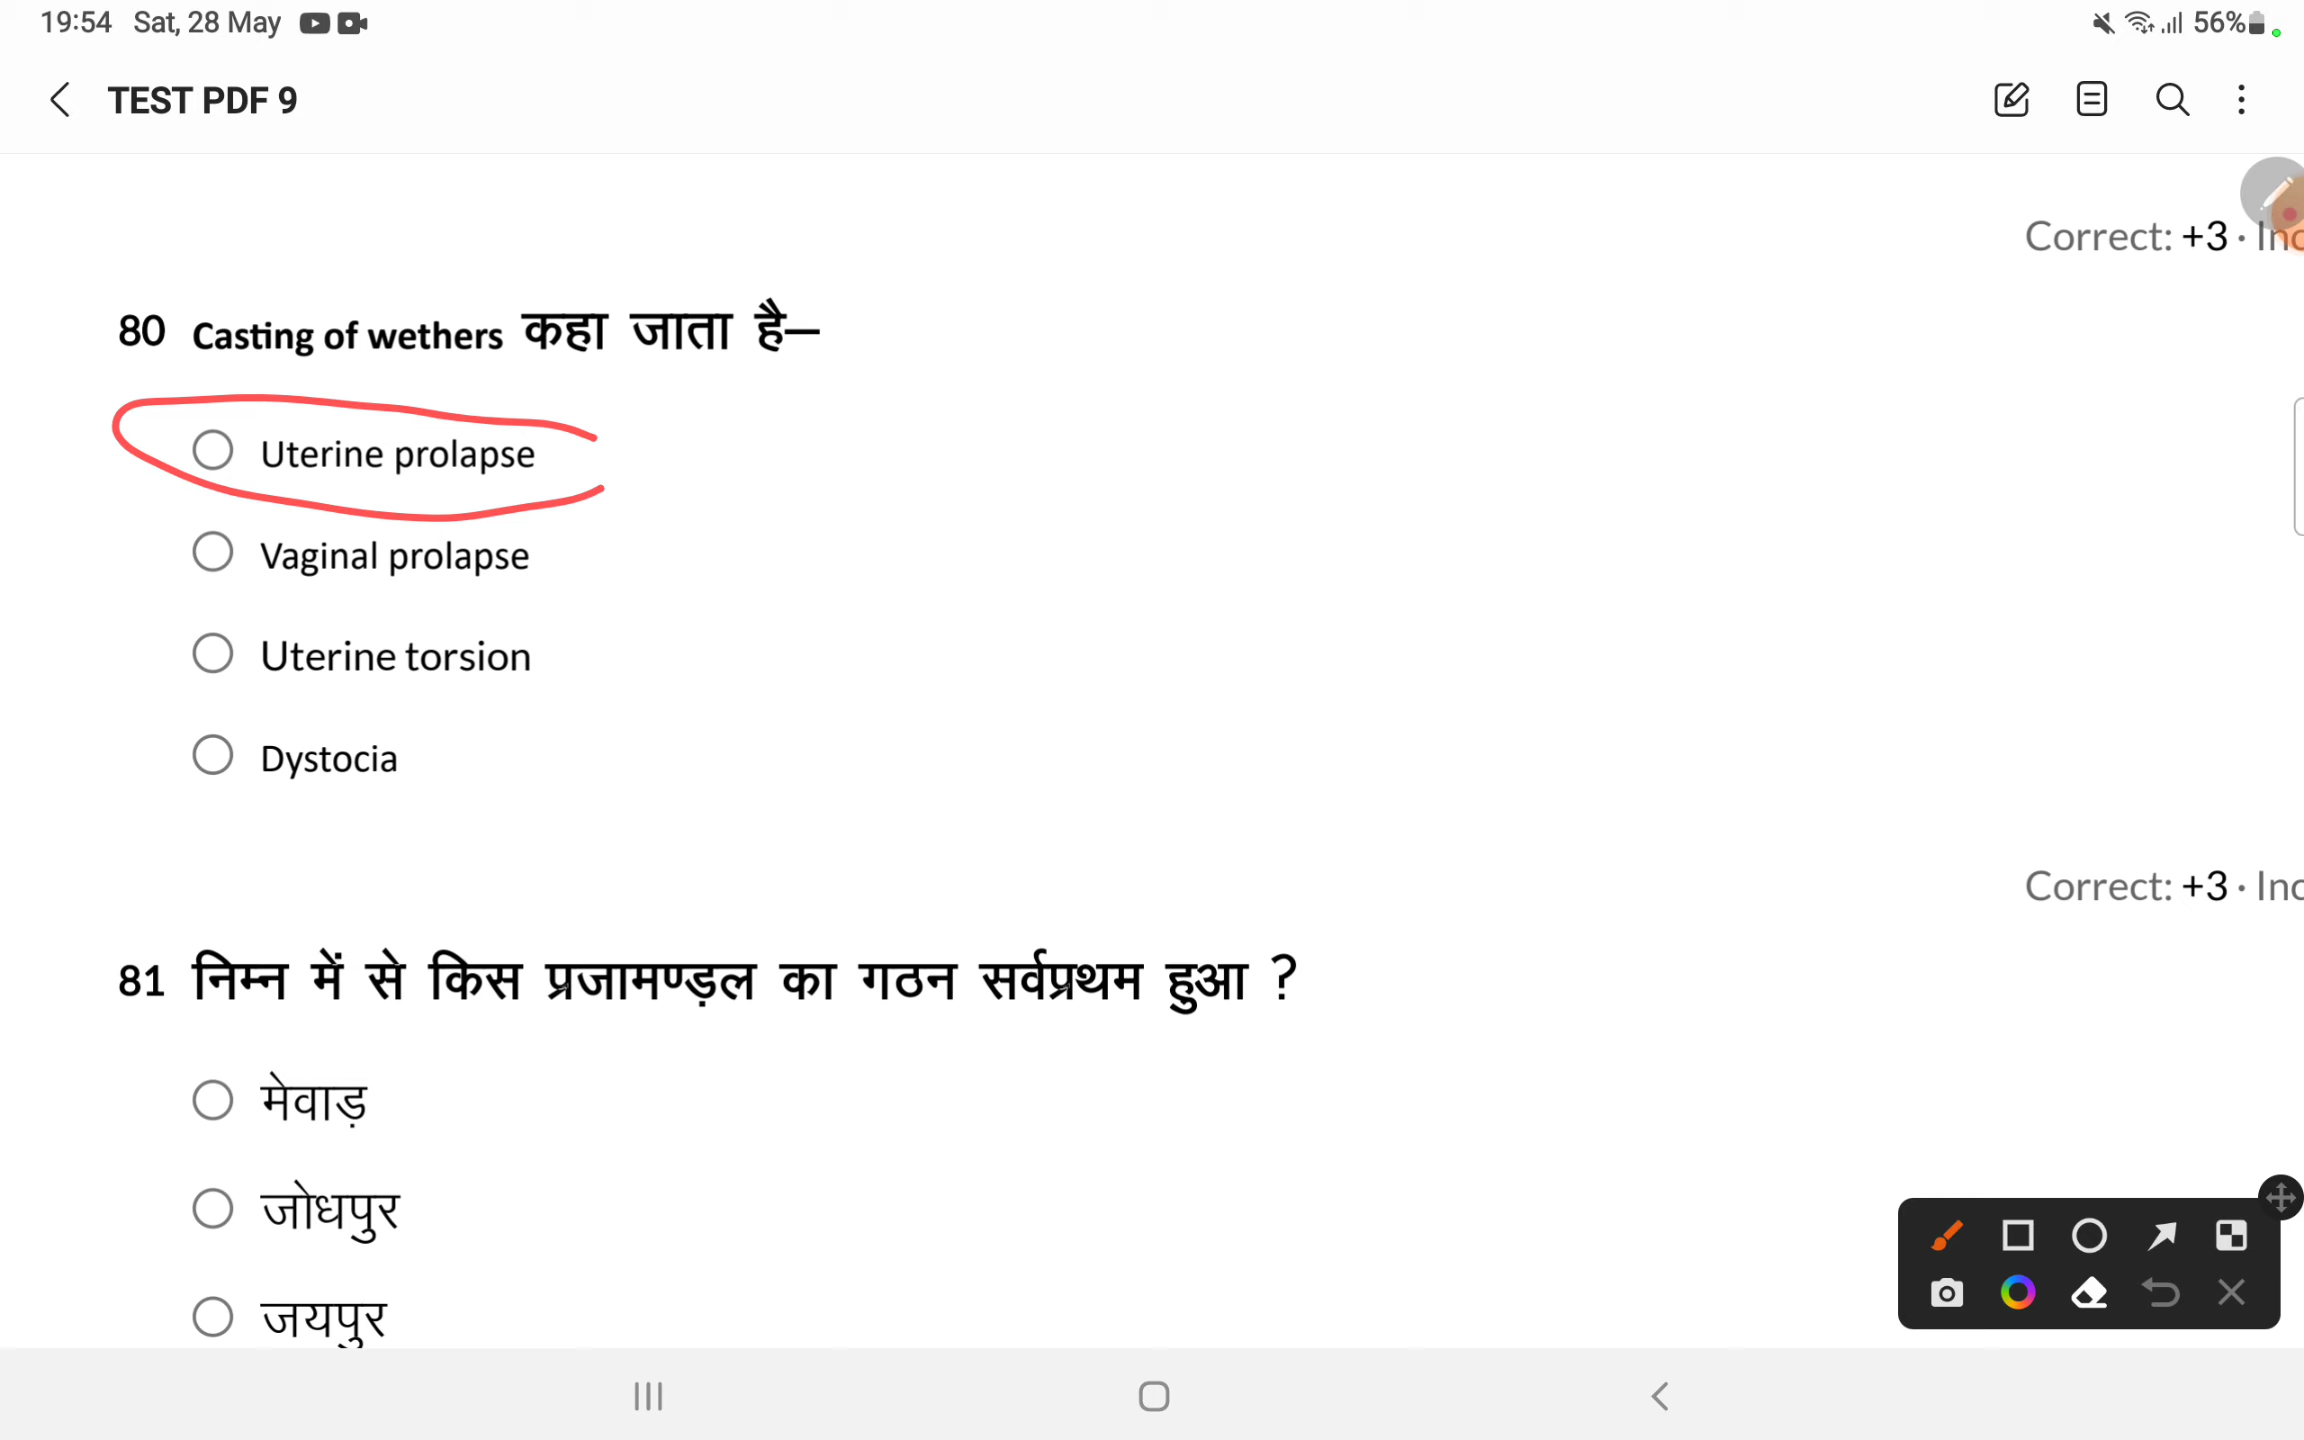 19:54 Sat, 28 May 56%
TEST PDF 9
Correct: +3 · Inc
80 Casting of wethers कहा जाता है–
Uterine prolapse
Vaginal prolapse
Uterine torsion
Dystocia
Correct: +3 · Inc
81 निम्न में से किस प्रजामण्ड़ल का गठन सर्वप्रथम हुआ ?
मेवाड़
जोधपुर
जयपुर